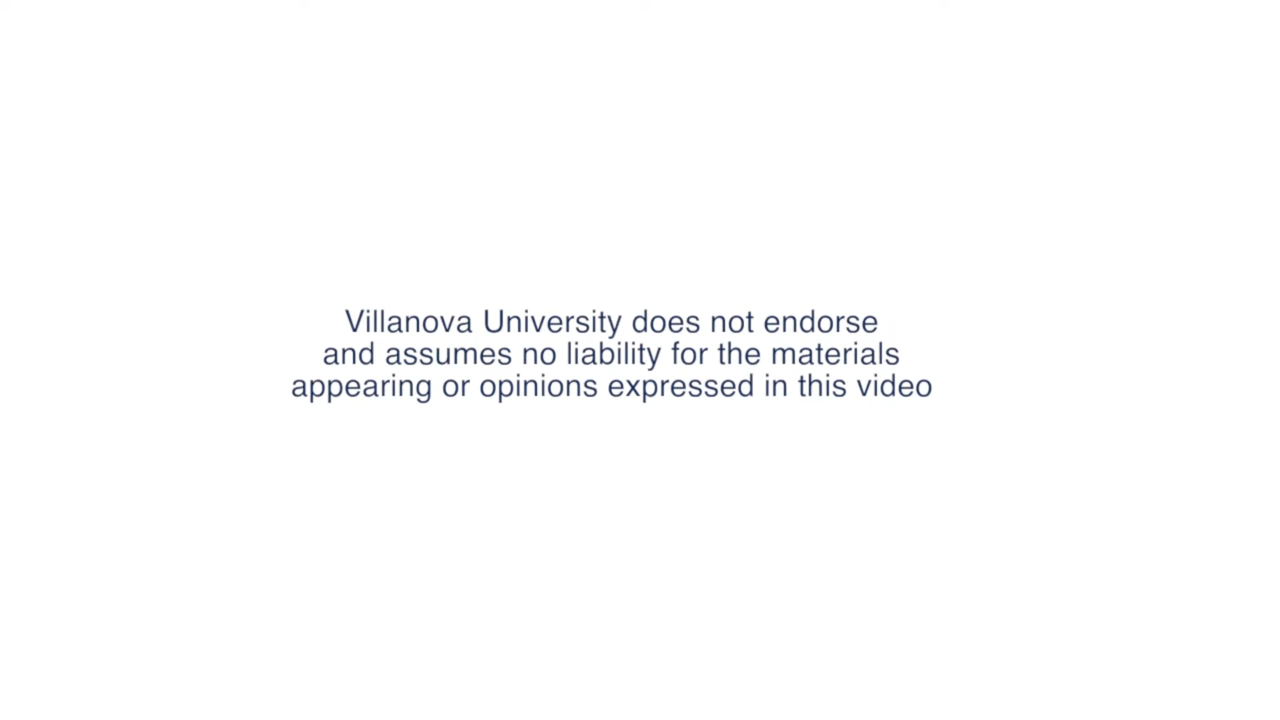 Villanova University does not endorse
and assumes no liability for the materials
appearing or opinions expressed in this video